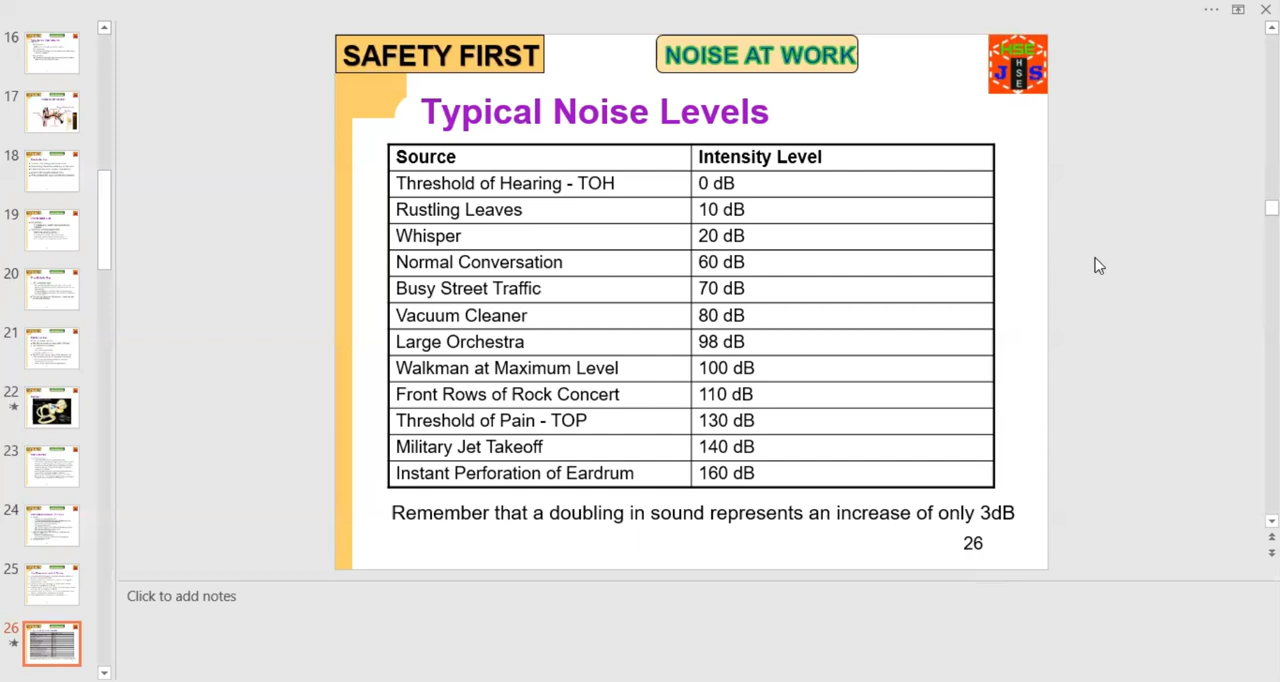 16
17
18
19
20
21
22
23
24
25
26
SAFETY FIRST
NOISE AT WORK
HSE
J HSE S
Typical Noise Levels
Source Intensity Level
Threshold of Hearing - TOH 0 dB
Rustling Leaves 10 dB
Whisper 20 dB
Normal Conversation 60 dB
Busy Street Traffic 70 dB
Vacuum Cleaner 80 dB
Large Orchestra 98 dB
Walkman at Maximum Level 100 dB
Front Rows of Rock Concert 110 dB
Threshold of Pain - TOP 130 dB
Military Jet Takeoff 140 dB
Instant Perforation of Eardrum 160 dB
Remember that a doubling in sound represents an increase of only 3dB
26
Click to add notes